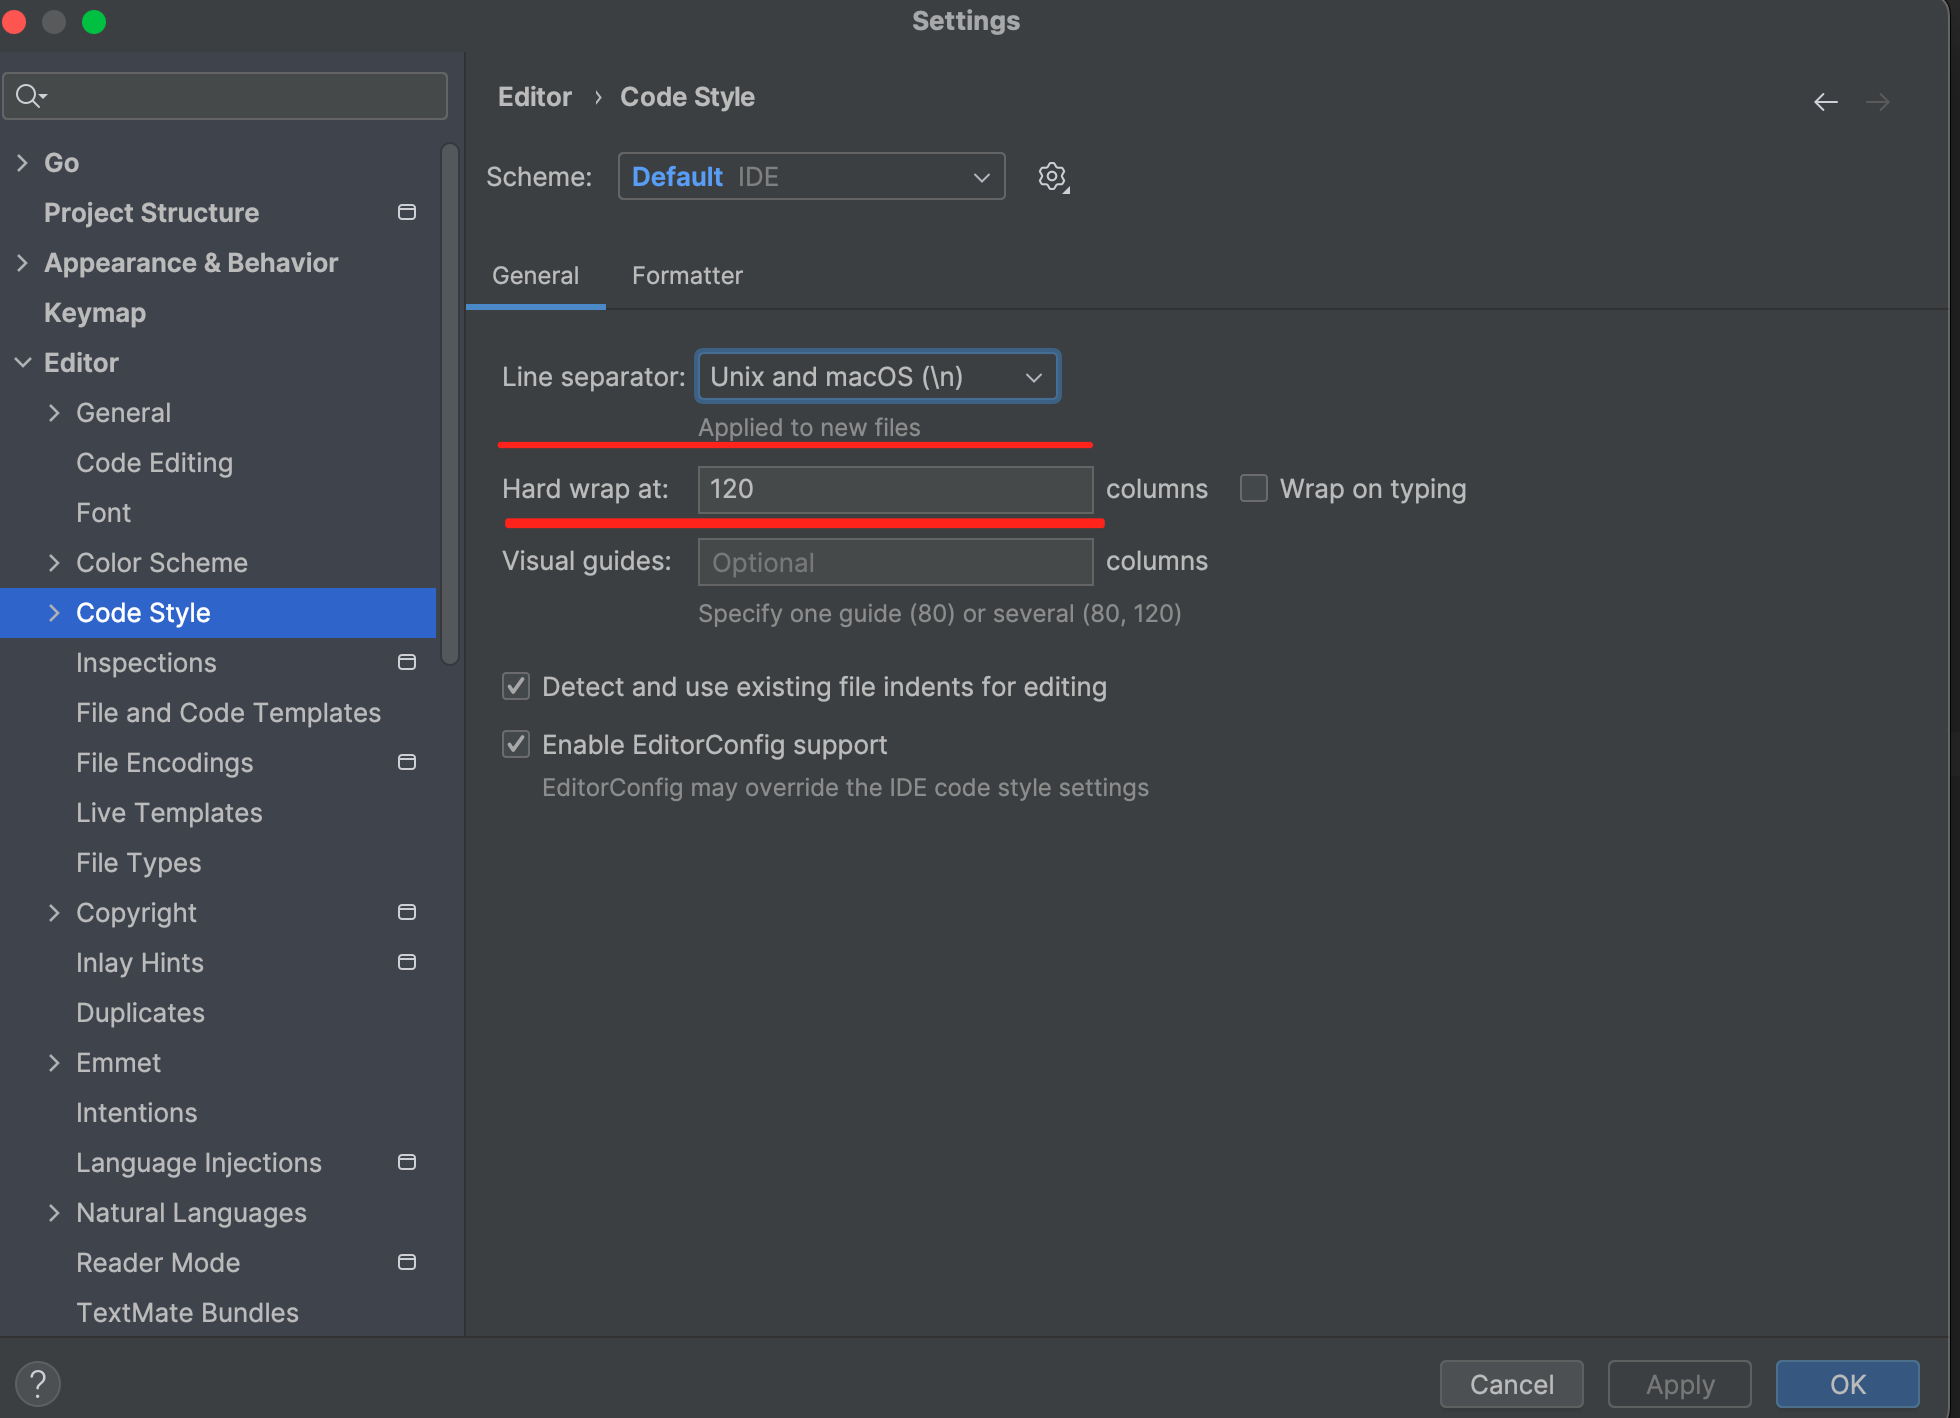 Settings
Go
Project Structure
Appearance & Behavior
Keymap
Editor
General
Code Editing
Font
Color Scheme
Code Style
Inspections
File and Code Templates
File Encodings
Live Templates
File Types
Copyright
Inlay Hints
Duplicates
Emmet
Intentions
Language Injections
Natural Languages
Reader Mode
TextMate Bundles
Editor › Code Style
Scheme: Default IDE
General Formatter
Line separator: Unix and macOS (\n)
Applied to new files
Hard wrap at: 120 columns Wrap on typing
Visual guides: Optional columns
Specify one guide (80) or several (80, 120)
Detect and use existing file indents for editing
Enable EditorConfig support
EditorConfig may override the IDE code style settings
? Cancel Apply OK